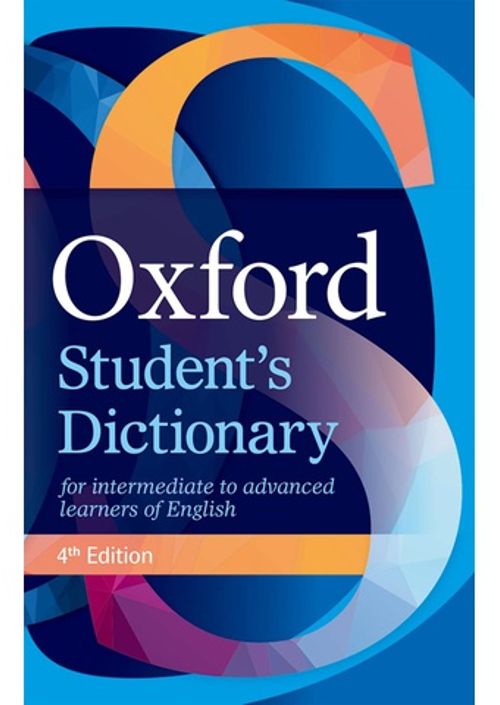 Oxford
Student's
Dictionary
for intermediate to advanced
learners of English
4th Edition